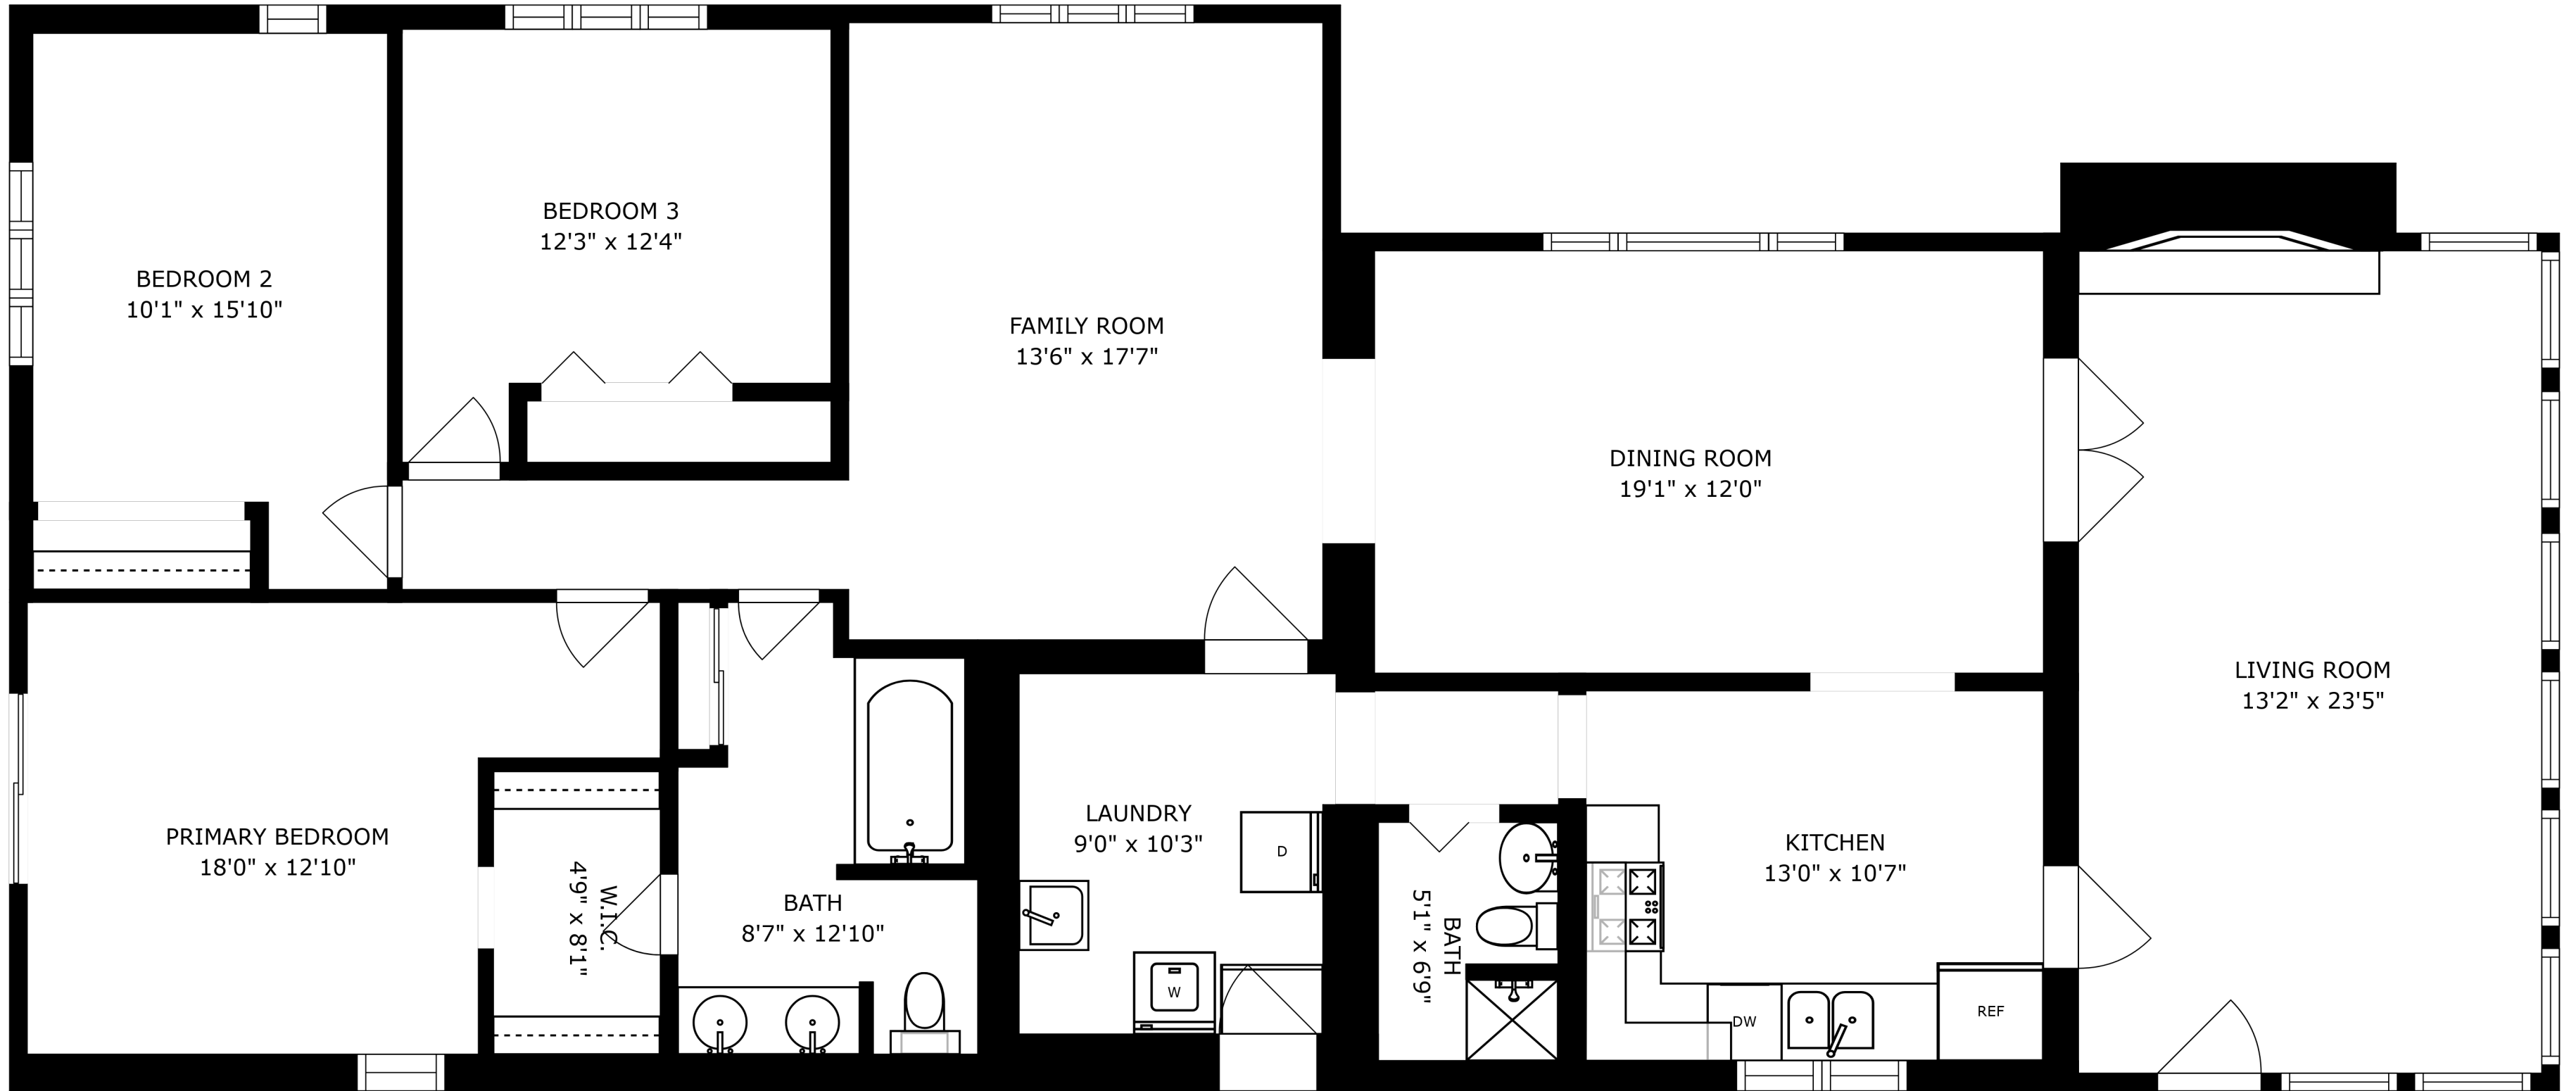 BEDROOM 2
10'1" x 15'10"
BEDROOM 3
12'3" x 12'4"
FAMILY ROOM
13'6" x 17'7"
DINING ROOM
19'1" x 12'0"
LIVING ROOM
13'2" x 23'5"
PRIMARY BEDROOM
18'0" x 12'10"
W.I.C.
4'9" x 8'1"
BATH
8'7" x 12'10"
LAUNDRY
9'0" x 10'3"
D
W
BATH
5'1" x 6'9"
KITCHEN
13'0" x 10'7"
DW
REF